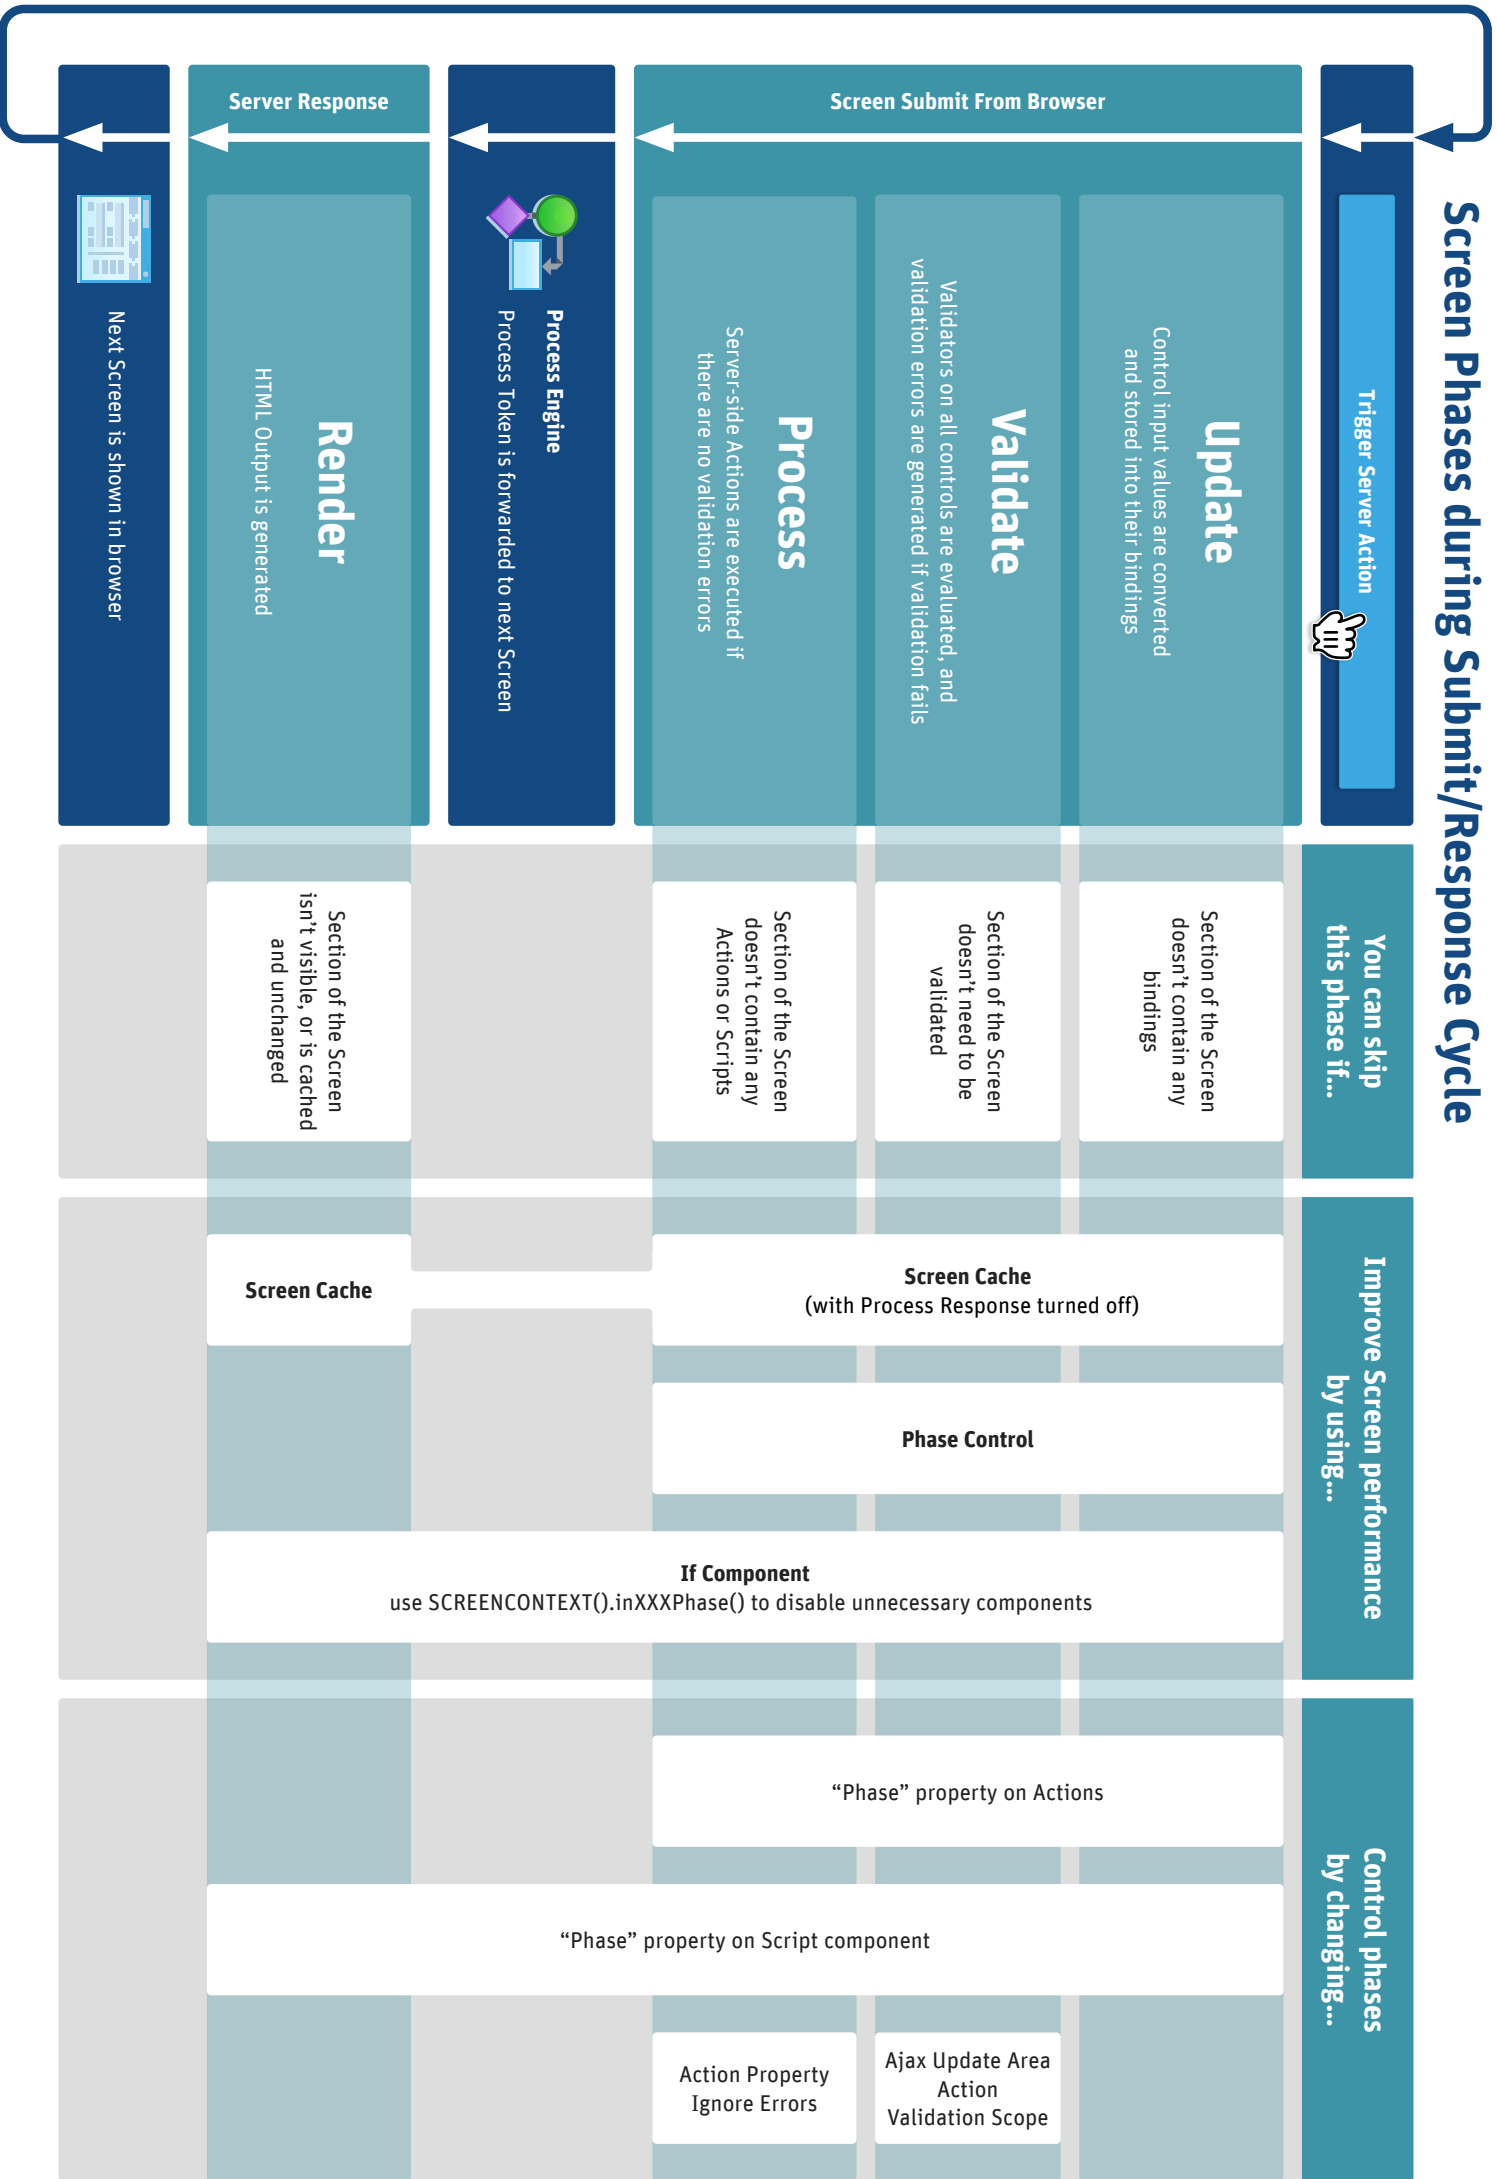 Screen Phases during Submit/Response Cycle
Trigger Server Action
Screen Submit From Browser
Update
Control input values are converted
and stored into their bindings
Validate
Validators on all controls are evaluated, and
validation errors are generated if validation fails
Process
Server-side Actions are executed if
there are no validation errors
Process Engine
Process Token is forwarded to next Screen
Server Response
Render
HTML Output is generated
Next Screen is shown in browser
You can skip
this phase if...
Section of the Screen
doesn't contain any
bindings
Section of the Screen
doesn't need to be
validated
Section of the Screen
doesn't contain any
Actions or Scripts
Section of the Screen
isn't visible, or is cached
and unchanged
Improve Screen performance
by using...
Screen Cache
(with Process Response turned off)
Screen Cache
Phase Control
If Component
use SCREENCONTEXT().inXXXPhase() to disable unnecessary components
Control phases
by changing...
“Phase” property on Actions
“Phase” property on Script component
Ajax Update Area
Action
Validation Scope
Action Property
Ignore Errors